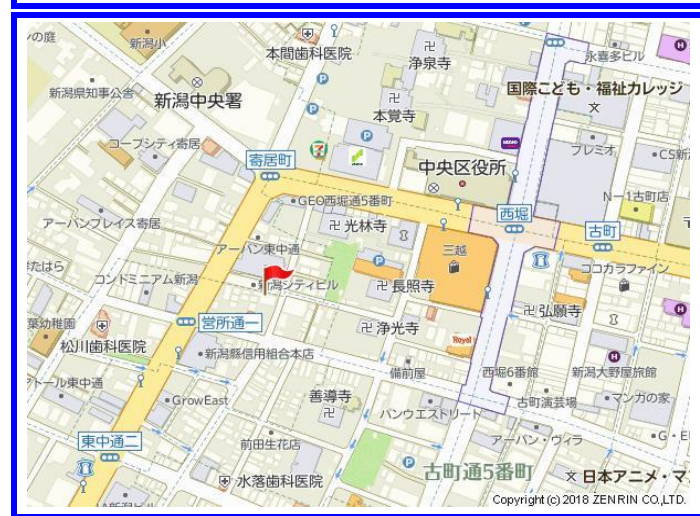 新潟小
本間歯科医院
浄泉寺
永喜多ビル
国際こども・福祉カレッジ
新潟県知事公舎
新潟中央署
本覚寺
コープシティ寄居
寄居町
中央区役所
プレミオ
GEO西堀通5番町
西堀
N-1古町店
アーバンプレイス寄居
光林寺
古町
アーバン東中通
三越
ココカラファイン
コンドミニアム新潟
新潟シティビル
長照寺
弘願寺
営所通一
葉幼稚園
浄光寺
松川歯科医院
新潟縣信用組合本店
Royal
備前屋
西堀6番館
新潟大野屋旅館
トール東中通
GrowEast
善導寺
パンウエストリート
古町演芸場
マンガの家
東中通二
前田生花店
アーバン・ヴィラ
古町通5番町
水落歯科医院
日本アニメ・マ
Copyright (c) 2018 ZENRIN CO.,LTD.